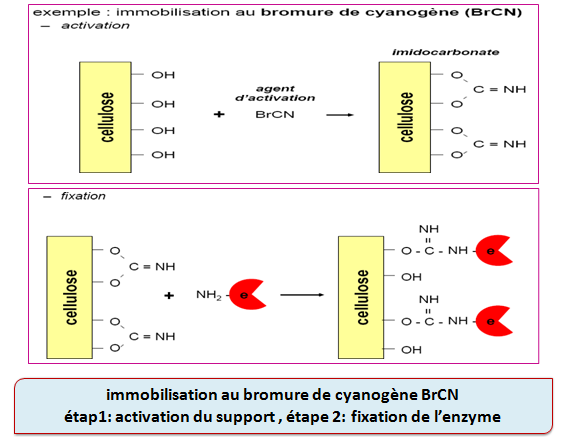 exemple : immobilisation au bromure de cyanogène (BrCN)
– activation
cellulose
OH
OH
OH
OH
+
agent
d'activation
BrCN
imidocarbonate
cellulose
O
C = NH
O
O
C = NH
O
– fixation
cellulose
O
C = NH
O
O
C = NH
O
+
NH2 - e
cellulose
NH
=
O - C - NH - e
OH
NH
=
O - C - NH - e
OH
immobilisation au bromure de cyanogène BrCN
étap1: activation du support , étape 2: fixation de l'enzyme